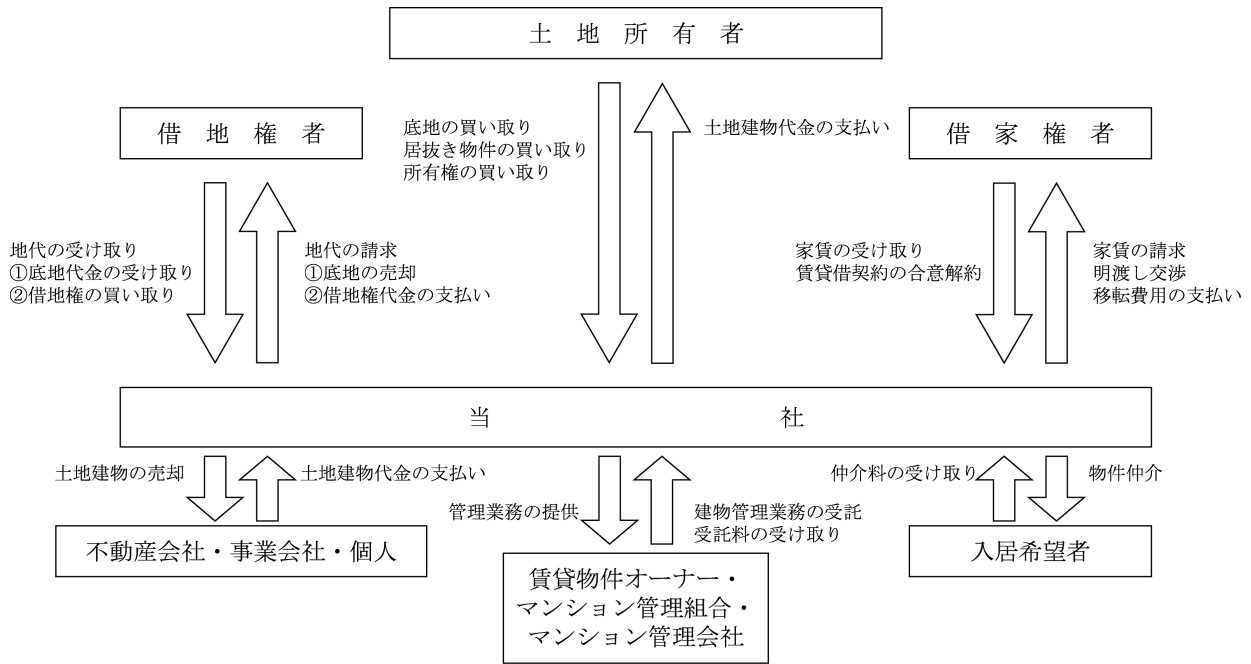 土地所有者
借地権者
借家権者
底地の買い取り
居抜き物件の買い取り
所有権の買い取り
土地建物代金の支払い
地代の受け取り
①底地代金の受け取り
②借地権の買い取り
地代の請求
①底地の売却
②借地権代金の支払い
家賃の受け取り
賃貸借契約の合意解約
家賃の請求
明渡し交渉
移転費用の支払い
当社
土地建物の売却
土地建物代金の支払い
管理業務の提供
建物管理業務の受託
受託料の受け取り
仲介料の受け取り
物件仲介
不動産会社・事業会社・個人
賃貸物件オーナー・
マンション管理組合・
マンション管理会社
入居希望者